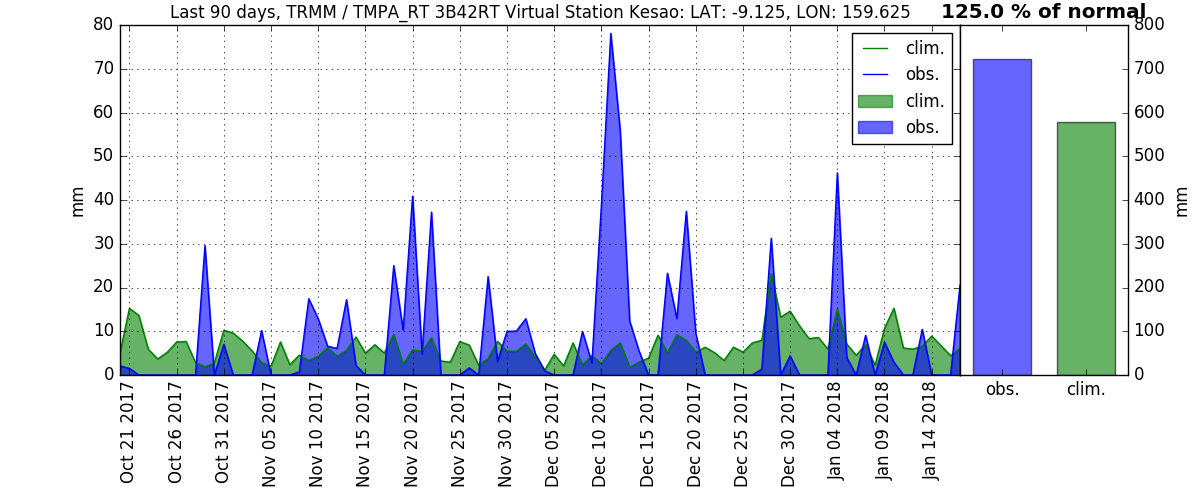 Last 90 days, TRMM / TMPA_RT 3B42RT Virtual Station Kesao: LAT: -9.125, LON: 159.625
125.0 % of normal
80
70
60
50
40
30
20
10
0
mm
clim.
obs.
clim.
obs.
800
700
600
500
400
300
200
100
0
mm
Oct 21 2017
Oct 26 2017
Oct 31 2017
Nov 05 2017
Nov 10 2017
Nov 15 2017
Nov 20 2017
Nov 25 2017
Nov 30 2017
Dec 05 2017
Dec 10 2017
Dec 15 2017
Dec 20 2017
Dec 25 2017
Dec 30 2017
Jan 04 2018
Jan 09 2018
Jan 14 2018
obs.
clim.